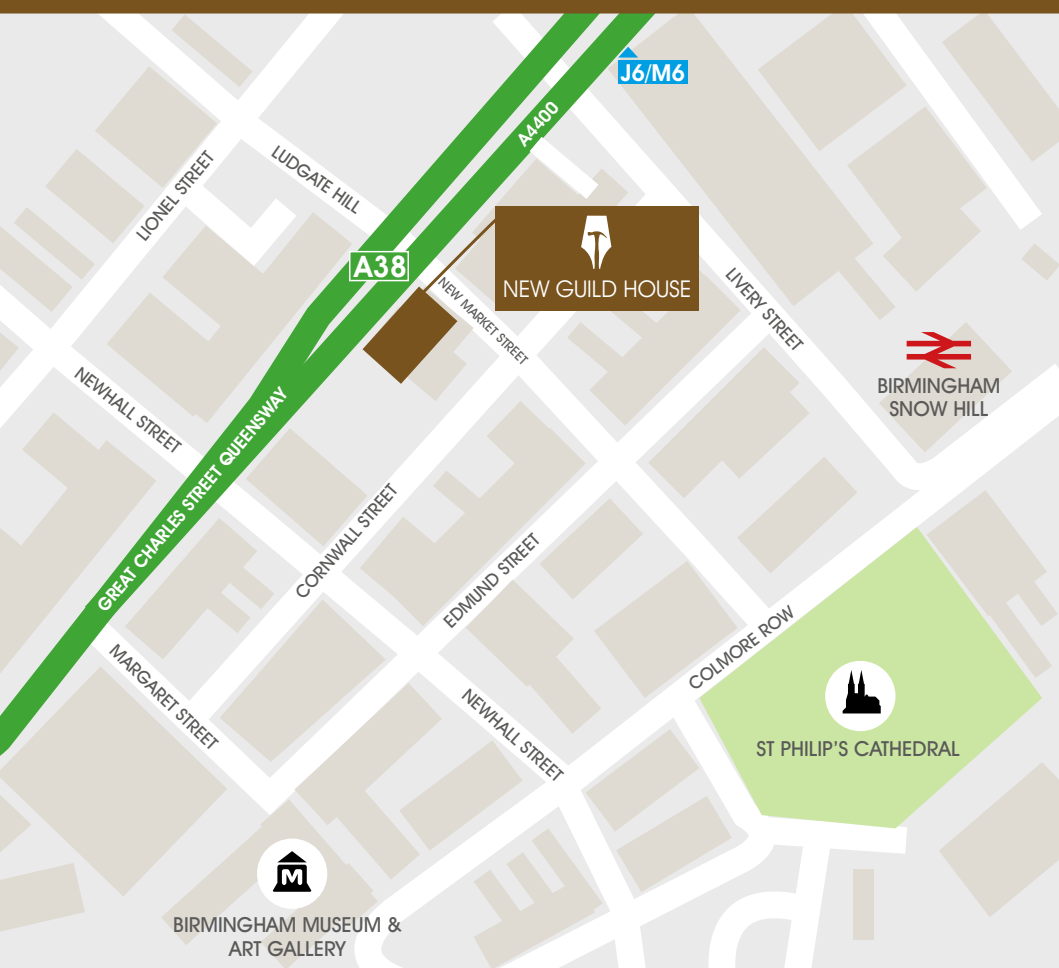 J6/M6
A4400
LUDGATE HILL
LIONEL STREET
A38
NEW GUILD HOUSE
NEW MARKET STREET
LIVERY STREET
BIRMINGHAM
SNOW HILL
NEWHALL STREET
GREAT CHARLES STREET QUEENSWAY
CORNWALL STREET
EDMUND STREET
COLMORE ROW
MARGARET STREET
NEWHALL STREET
ST PHILIP'S CATHEDRAL
M
BIRMINGHAM MUSEUM &
ART GALLERY